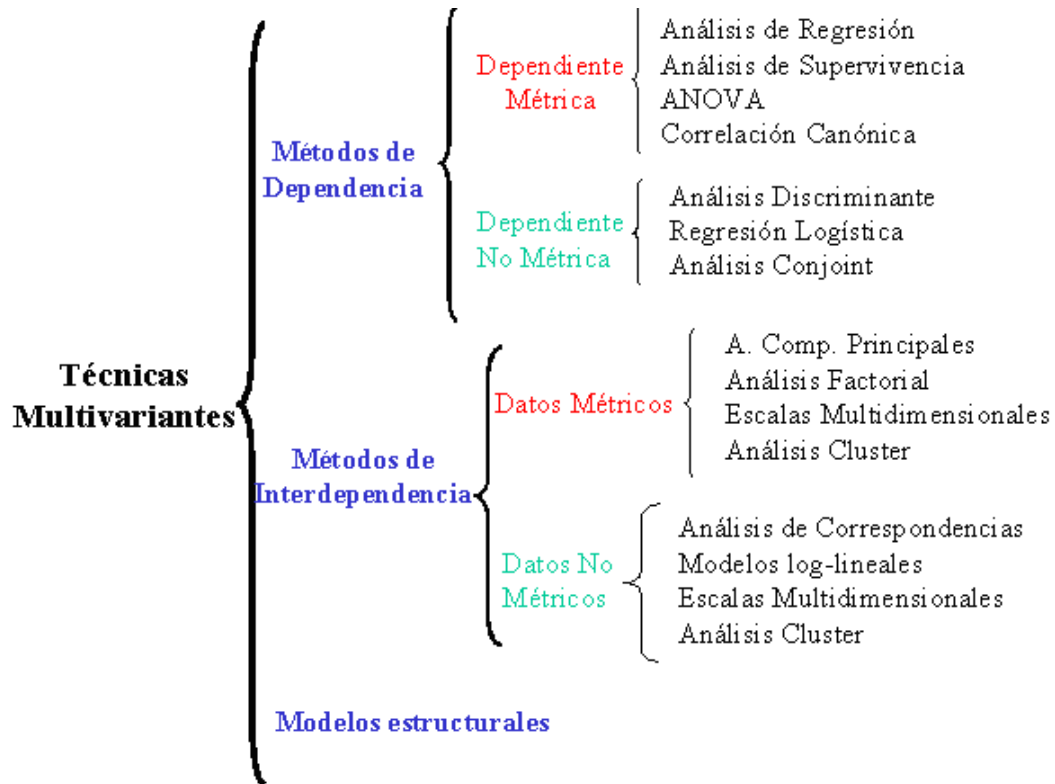 Técnicas
Multivariantes
Métodos de
Dependencia
Dependiente
Métrica
Análisis de Regresión
Análisis de Supervivencia
ANOVA
Correlación Canónica
Dependiente
No Métrica
Análisis Discriminante
Regresión Logística
Análisis Conjoint
Métodos de
Interdependencia
Datos Métricos
A. Comp. Principales
Análisis Factorial
Escalas Multidimensionales
Análisis Cluster
Datos No
Métricos
Análisis de Correspondencias
Modelos log-lineales
Escalas Multidimensionales
Análisis Cluster
Modelos estructurales